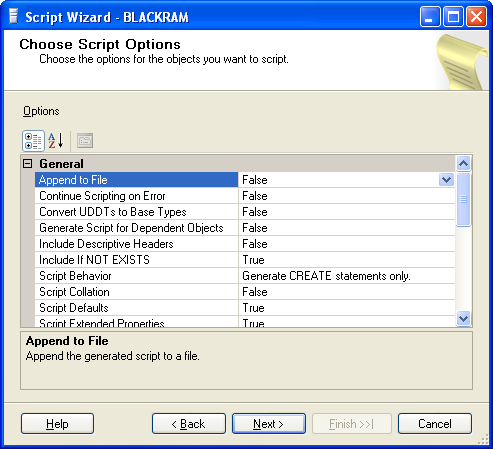 Script Wizard - BLACKRAM
Choose Script Options
Choose the options for the objects you want to script.
Options
General
Append to File False
Continue Scripting on Error False
Convert UDDTs to Base Types False
Generate Script for Dependent Objects False
Include Descriptive Headers False
Include If NOT EXISTS True
Script Behavior Generate CREATE statements only.
Script Collation False
Script Defaults True
Script Extended Properties True
Append to File
Append the generated script to a file.
Help < Back Next > Finish >>| Cancel